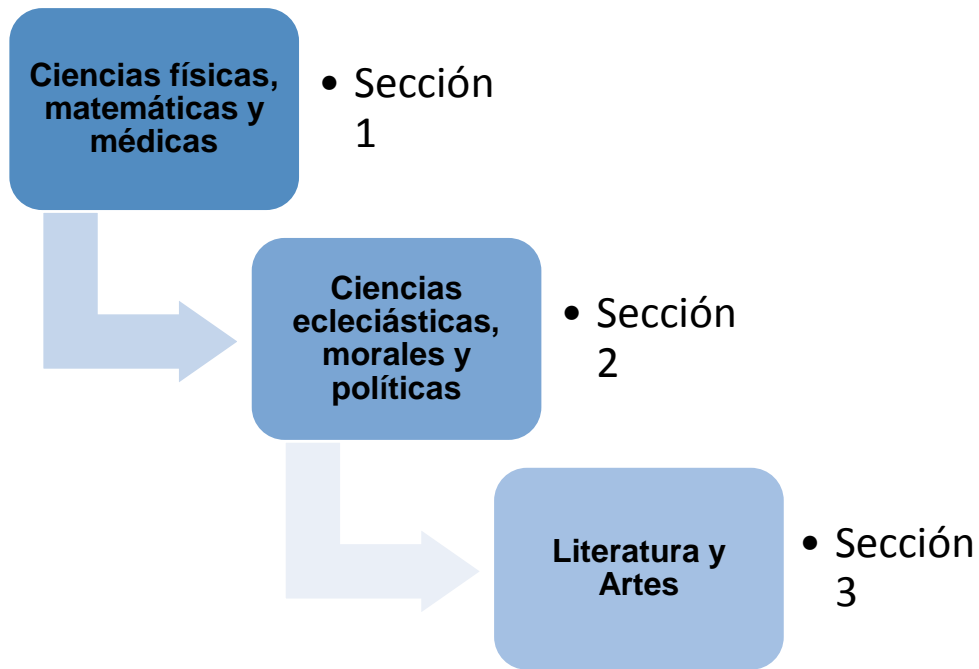 Ciencias físicas,
matemáticas y
médicas
• Sección
1
Ciencias
ecleciásticas,
morales y
políticas
• Sección
2
Literatura y
Artes
• Sección
3